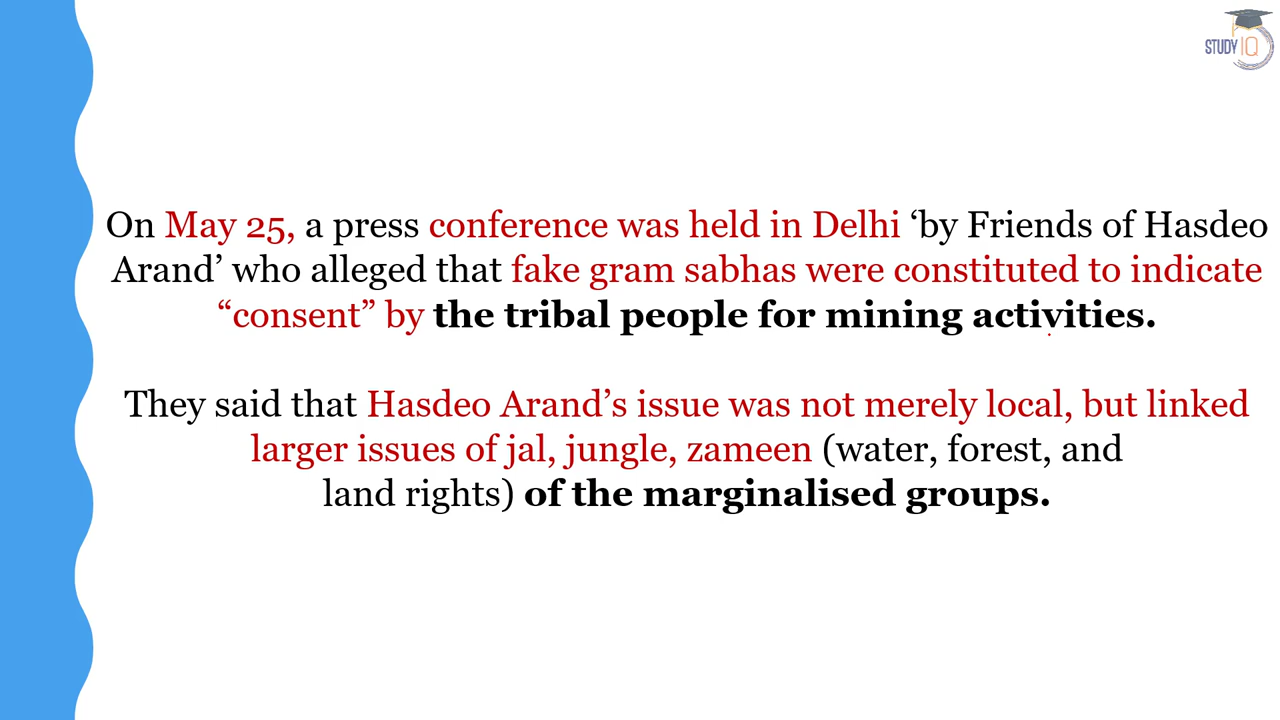 STUDY IQ
On May 25, a press conference was held in Delhi ‘by Friends of Hasdeo
Arand’ who alleged that fake gram sabhas were constituted to indicate
“consent” by the tribal people for mining activities.
They said that Hasdeo Arand’s issue was not merely local, but linked
larger issues of jal, jungle, zameen (water, forest, and
land rights) of the marginalised groups.